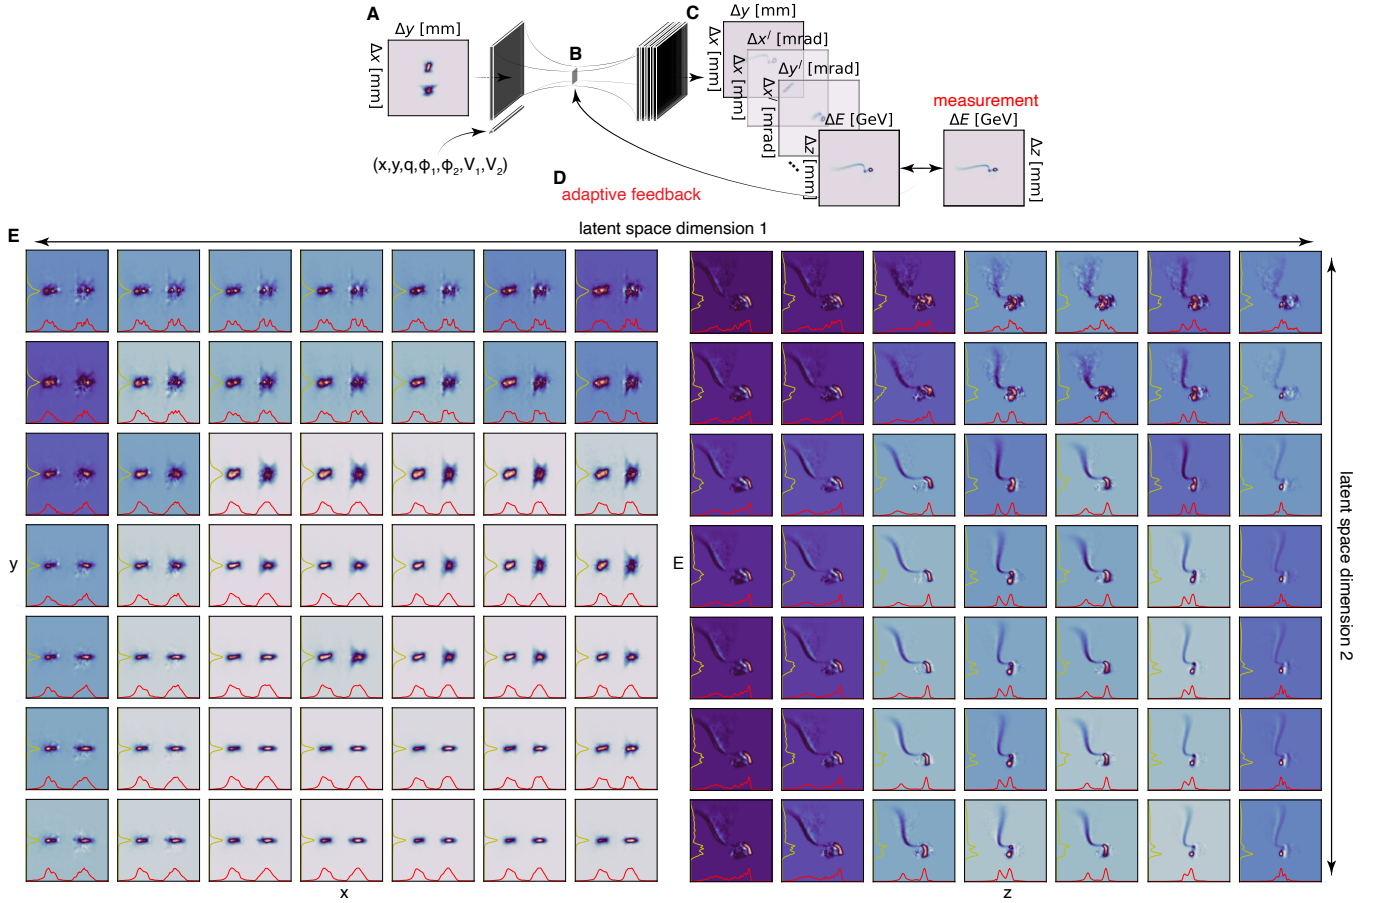 A
Δy [mm]
Δx [mm]
B
(x,y,q,ϕ1,ϕ2,V1,V2)
C
Δy [mm]
Δx [mm]
Δx′ [mrad]
Δx [mm]
Δy′ [mrad]
Δx′ [mrad]
ΔE [GeV]
Δz [mm]
measurement
ΔE [GeV]
Δz [mm]
D
adaptive feedback
E
latent space dimension 1
y
x
E
z
latent space dimension 2